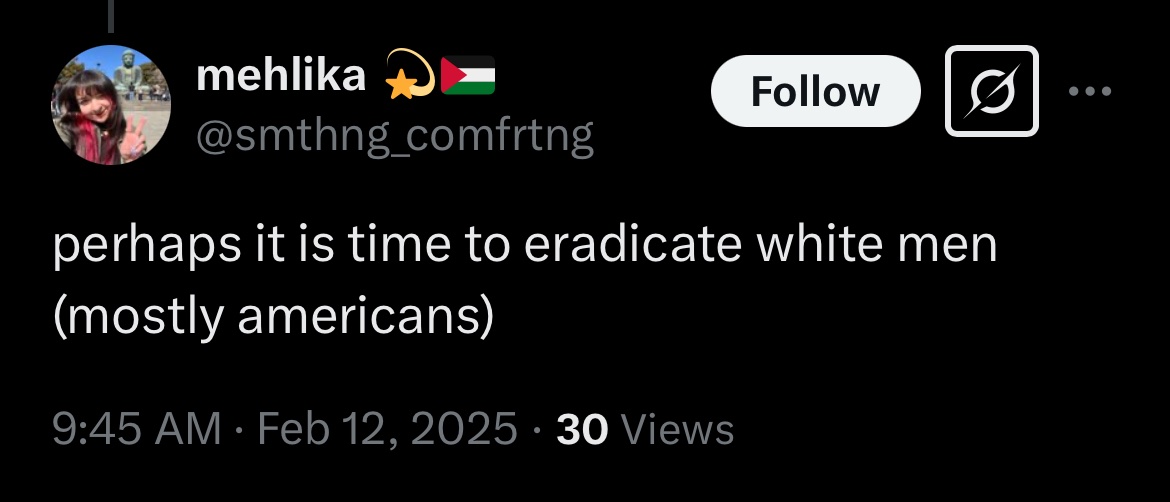 mehlika 💫🇵🇸
@smthng_comfrtng
Follow
perhaps it is time to eradicate white men
(mostly americans)
9:45 AM · Feb 12, 2025 · 30 Views